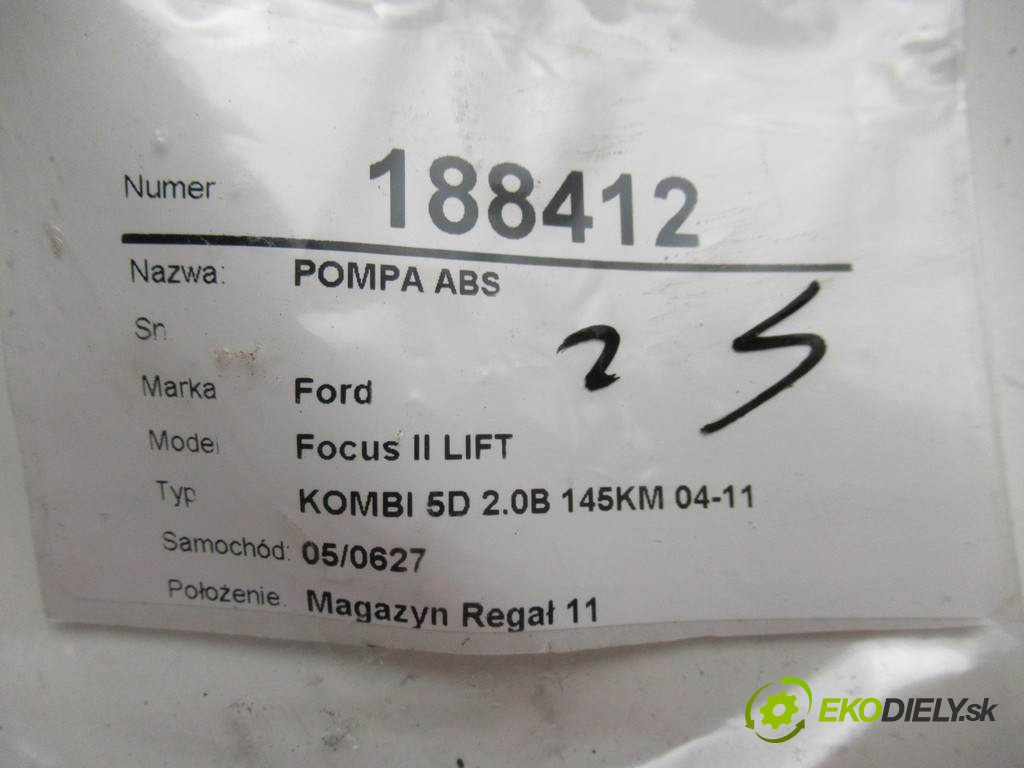 Numer 188412
Nazwa: POMPA ABS
Sn
2 5
Marka Ford
Model Focus II LIFT
Typ KOMBI 5D 2.0B 145KM 04-11
Samochód: 05/0627
Położenie Magazyn Regał 11
EKODIELY.sk